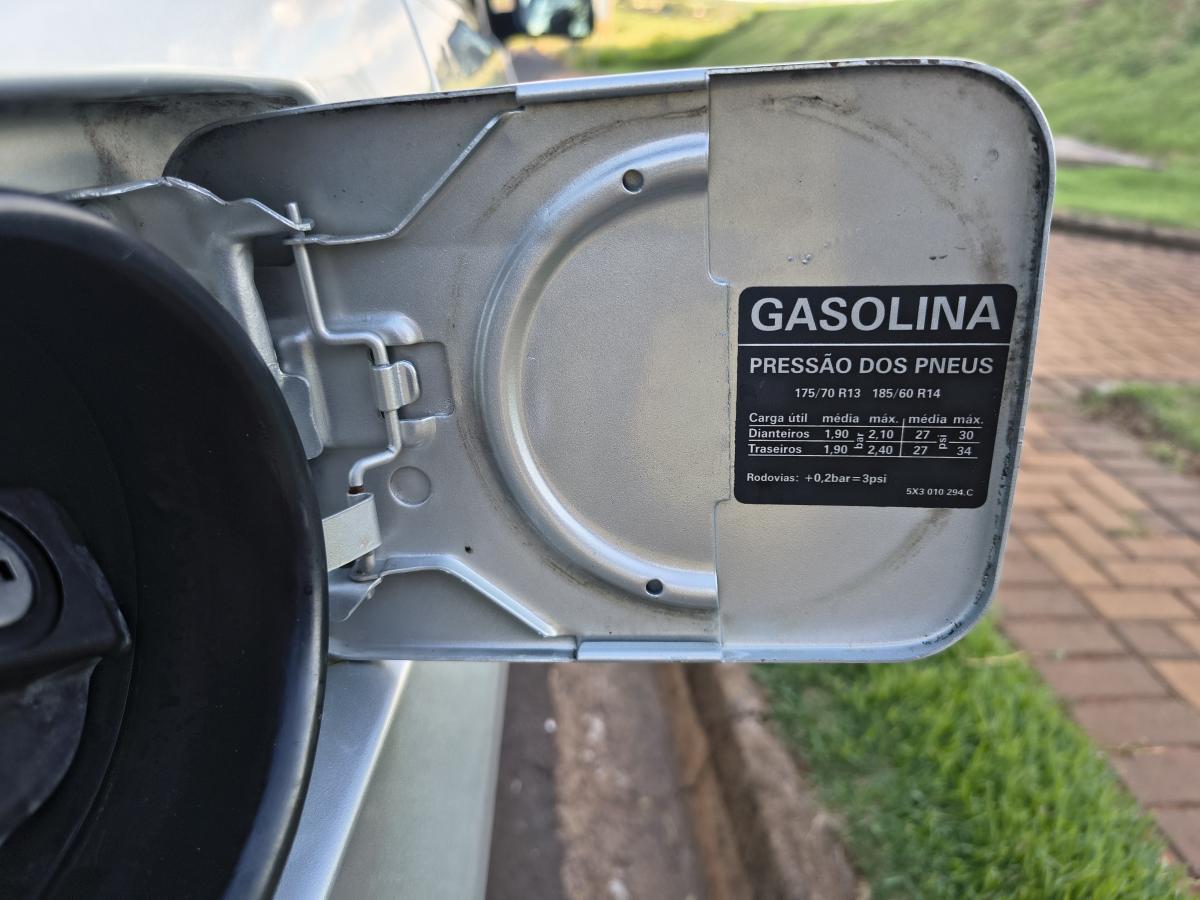 GASOLINA
PRESSÃO DOS PNEUS
175/70 R13 185/60 R14
Carga útil média máx. média máx.
Dianteiros 1,90 bar 2,10 27 psi 30
Traseiros 1,90 2,40 27 34
Rodovias: +0,2bar=3psi
5X3 010 294.C